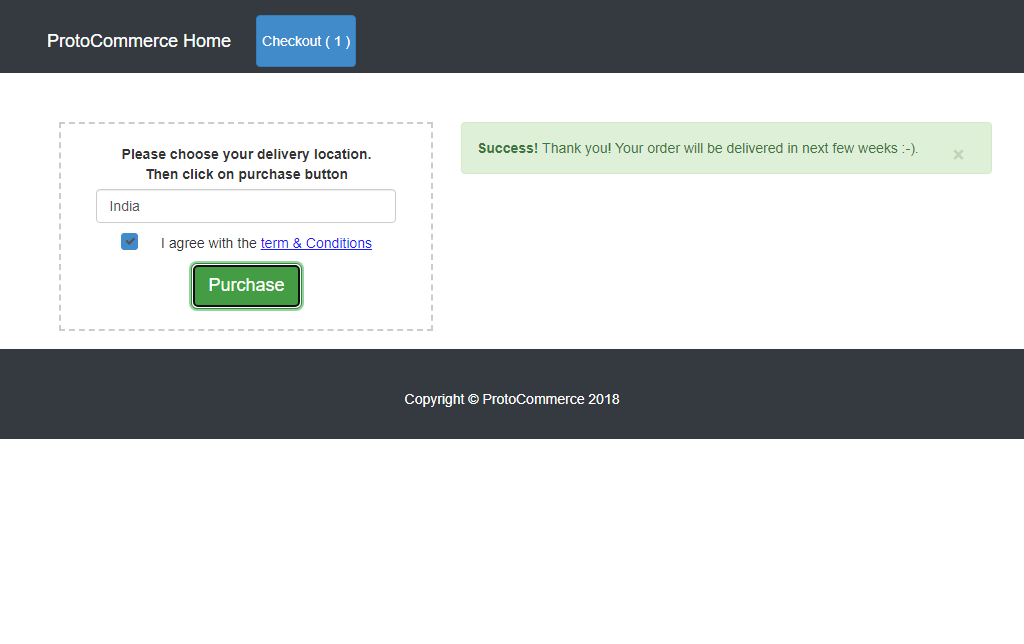 ProtoCommerce Home
Checkout ( 1 )
Please choose your delivery location.
Then click on purchase button
India
I agree with the term & Conditions
Purchase
Success! Thank you! Your order will be delivered in next few weeks :-).
×
Copyright © ProtoCommerce 2018